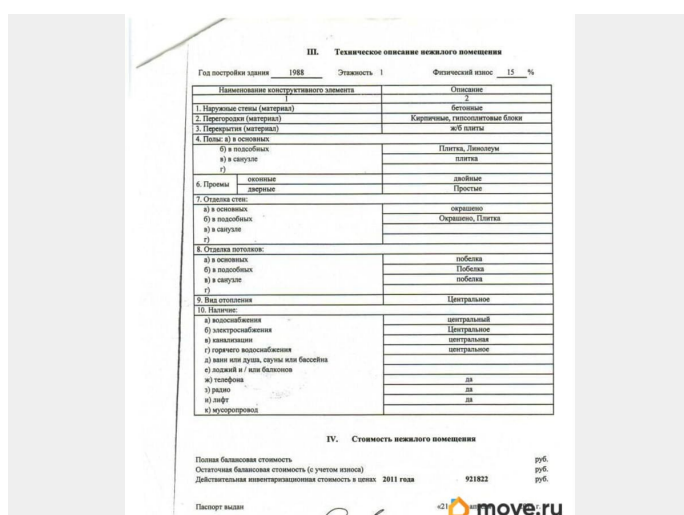 III. Техническое описание нежилого помещения
Год постройки здания 1988 Этажность 1 Физический износ 15 %
Наименование конструктивного элемента Описание
1 2
1. Наружные стены (материал) бетонные
2. Перегородки (материал) Кирпичные, гипсоплитовые блоки
3. Перекрытия (материал) ж/б плиты
4. Полы: а) в основных
б) в подсобных Плитка, Линолеум
в) в санузле плитка
г)
6. Проемы оконные двойные
дверные Простые
7. Отделка стен:
а) в основных окрашено
б) в подсобных Окрашено, Плитка
в) в санузле
г)
8. Отделка потолков:
а) в основных побелка
б) в подсобных Побелка
в) в санузле побелка
г)
9. Вид отопления Центральное
10. Наличие:
а) водоснабжения центральный
б) электроснабжения Центральное
в) канализации центральная
г) горячего водоснабжения центральное
д) ванн или душа, сауны или бассейна
е) лоджий и / или балконов
ж) телефона да
з) радио да
и) лифт да
к) мусоропровод
IV. Стоимость нежилого помещения
Полная балансовая стоимость руб.
Остаточная балансовая стоимость (с учетом износа) руб.
Действительная инвентаризационная стоимость в ценах 2011 года 921822 руб.
Паспорт выдан «21 г.
move.ru